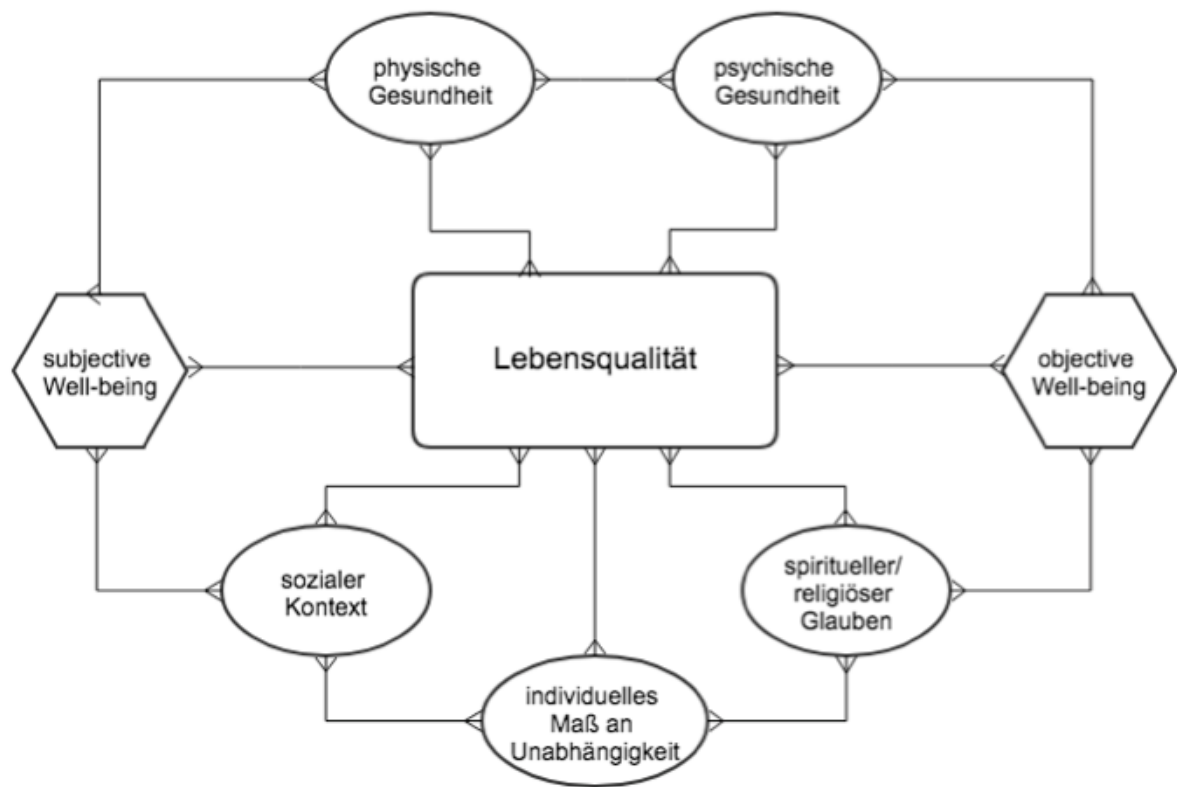 physische
Gesundheit
psychische
Gesundheit
subjective
Well-being
Lebensqualität
objective
Well-being
sozialer
Kontext
spiritueller/
religiöser
Glauben
individuelles
Maß an
Unabhängigkeit